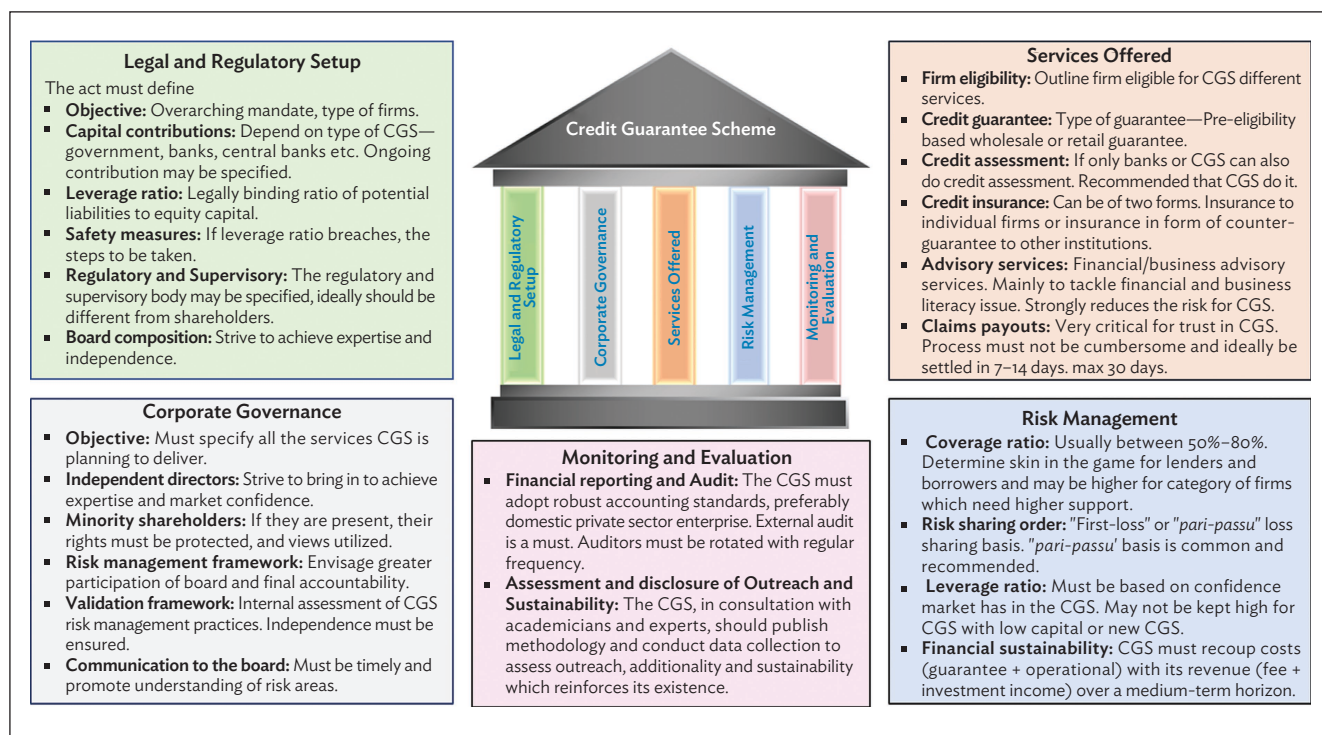 Legal and Regulatory Setup
The act must define
▪ Objective: Overarching mandate, type of firms.
▪ Capital contributions: Depend on type of CGS—
government, banks, central banks etc. Ongoing
contribution may be specified.
▪ Leverage ratio: Legally binding ratio of potential
liabilities to equity capital.
▪ Safety measures: If leverage ratio breaches, the
steps to be taken.
▪ Regulatory and Supervisory: The regulatory and
supervisory body may be specified, ideally should be
different from shareholders.
▪ Board composition: Strive to achieve expertise and
independence.
Corporate Governance
▪ Objective: Must specify all the services CGS is
planning to deliver.
▪ Independent directors: Strive to bring in to achieve
expertise and market confidence.
▪ Minority shareholders: If they are present, their
rights must be protected, and views utilized.
▪ Risk management framework: Envisage greater
participation of board and final accountability.
▪ Validation framework: Internal assessment of CGS
risk management practices. Independence must be
ensured.
▪ Communication to the board: Must be timely and
promote understanding of risk areas.
Credit Guarantee Scheme
Legal and Regulatory
Setup
Corporate Governance
Services Offered
Risk Management
Monitoring and
Evaluation
Monitoring and Evaluation
▪ Financial reporting and Audit: The CGS must
adopt robust accounting standards, preferably
domestic private sector enterprise. External audit
is a must. Auditors must be rotated with regular
frequency.
▪ Assessment and disclosure of Outreach and
Sustainability: The CGS, in consultation with
academicians and experts, should publish
methodology and conduct data collection to
assess outreach, additionality and sustainability
which reinforces its existence.
Services Offered
▪ Firm eligibility: Outline firm eligible for CGS different
services.
▪ Credit guarantee: Type of guarantee—Pre-eligibility
based wholesale or retail guarantee.
▪ Credit assessment: If only banks or CGS can also
do credit assessment. Recommended that CGS do it.
▪ Credit insurance: Can be of two forms. Insurance to
individual firms or insurance in form of counter-
guarantee to other institutions.
▪ Advisory services: Financial/business advisory
services. Mainly to tackle financial and business
literacy issue. Strongly reduces the risk for CGS.
▪ Claims payouts: Very critical for trust in CGS.
Process must not be cumbersome and ideally be
settled in 7–14 days. max 30 days.
Risk Management
▪ Coverage ratio: Usually between 50%–80%.
Determine skin in the game for lenders and
borrowers and may be higher for category of firms
which need higher support.
▪ Risk sharing order: "First-loss" or "pari-passu" loss
sharing basis. "pari-passu' basis is common and
recommended.
▪ Leverage ratio: Must be based on confidence
market has in the CGS. May not be kept high for
CGS with low capital or new CGS.
▪ Financial sustainability: CGS must recoup costs
(guarantee + operational) with its revenue (fee +
investment income) over a medium-term horizon.